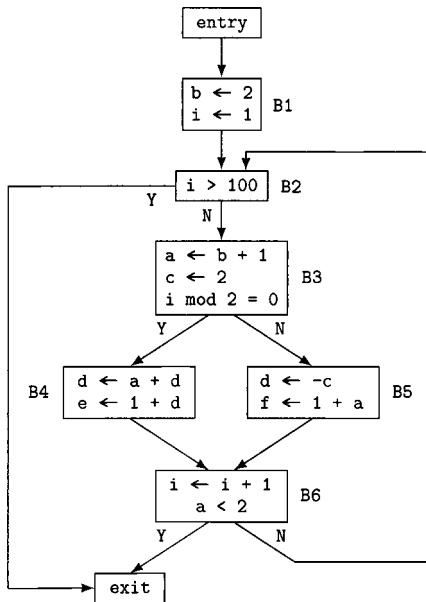 entry
b ← 2
i ← 1
B1
i > 100
B2
Y
N
a ← b + 1
c ← 2
i mod 2 = 0
B3
Y
N
B4
d ← a + d
e ← 1 + d
d ← -c
f ← 1 + a
B5
i ← i + 1
a < 2
B6
Y
N
exit